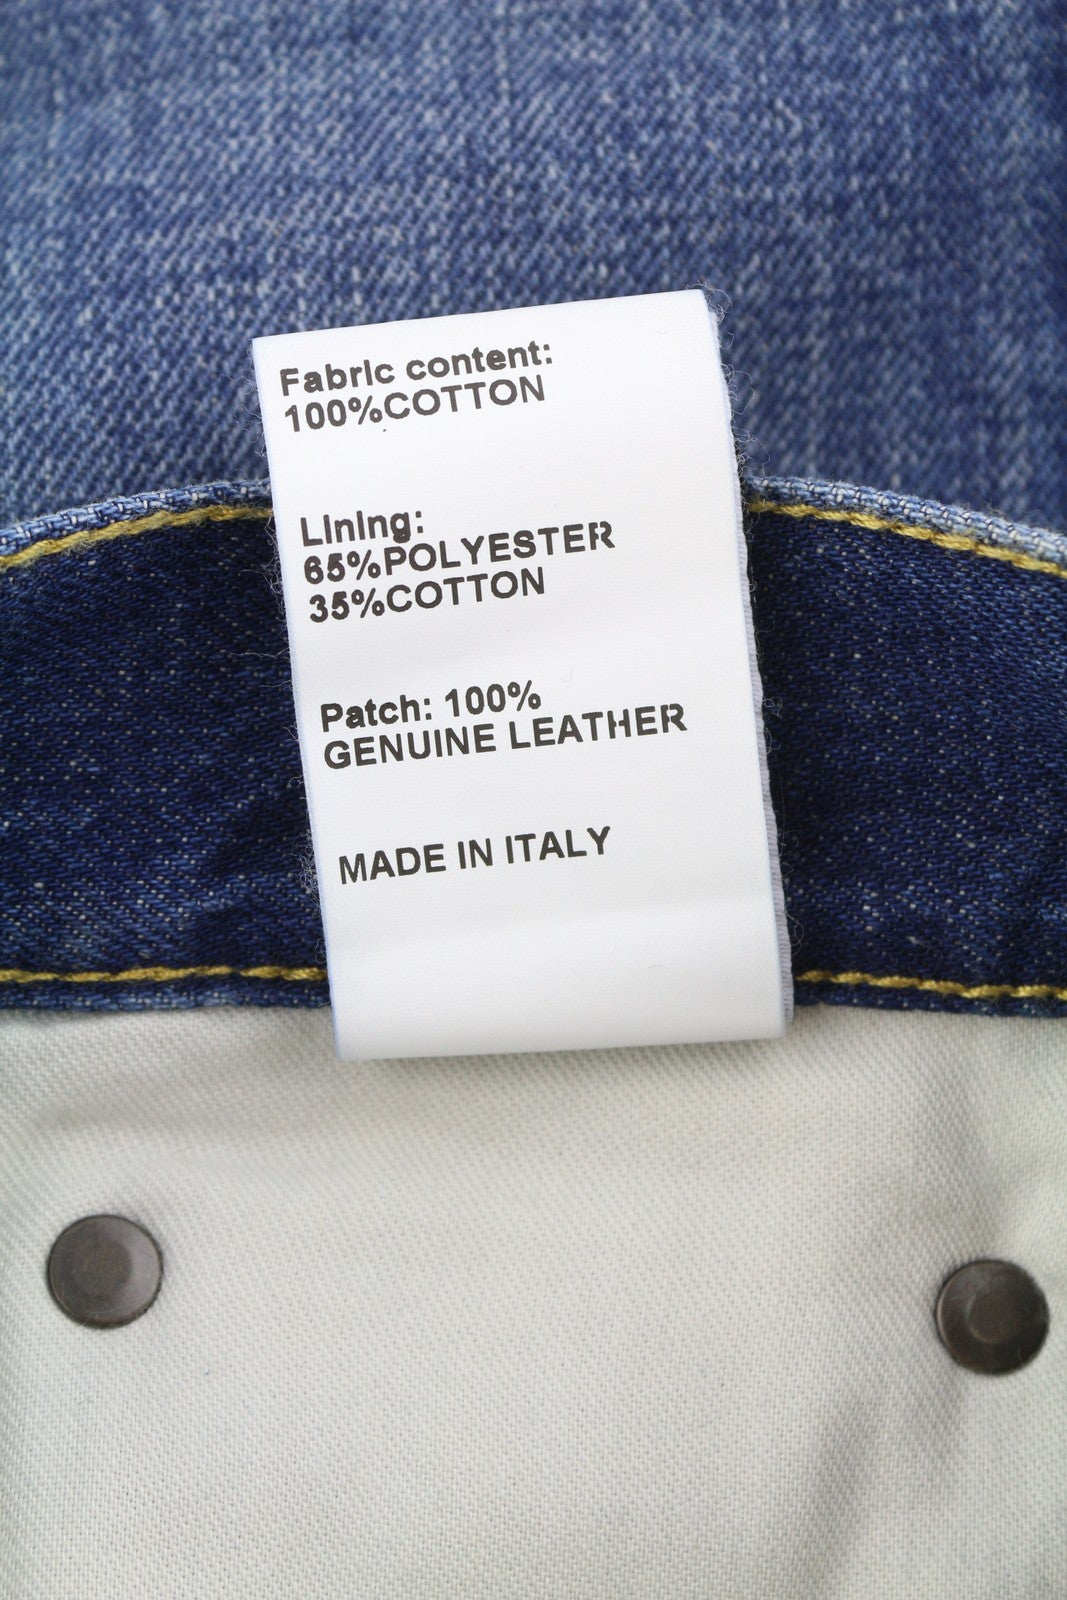 Fabric content:
100%COTTON
Lining:
65%POLYESTER
35%COTTON
Patch: 100%
GENUINE LEATHER
MADE IN ITALY